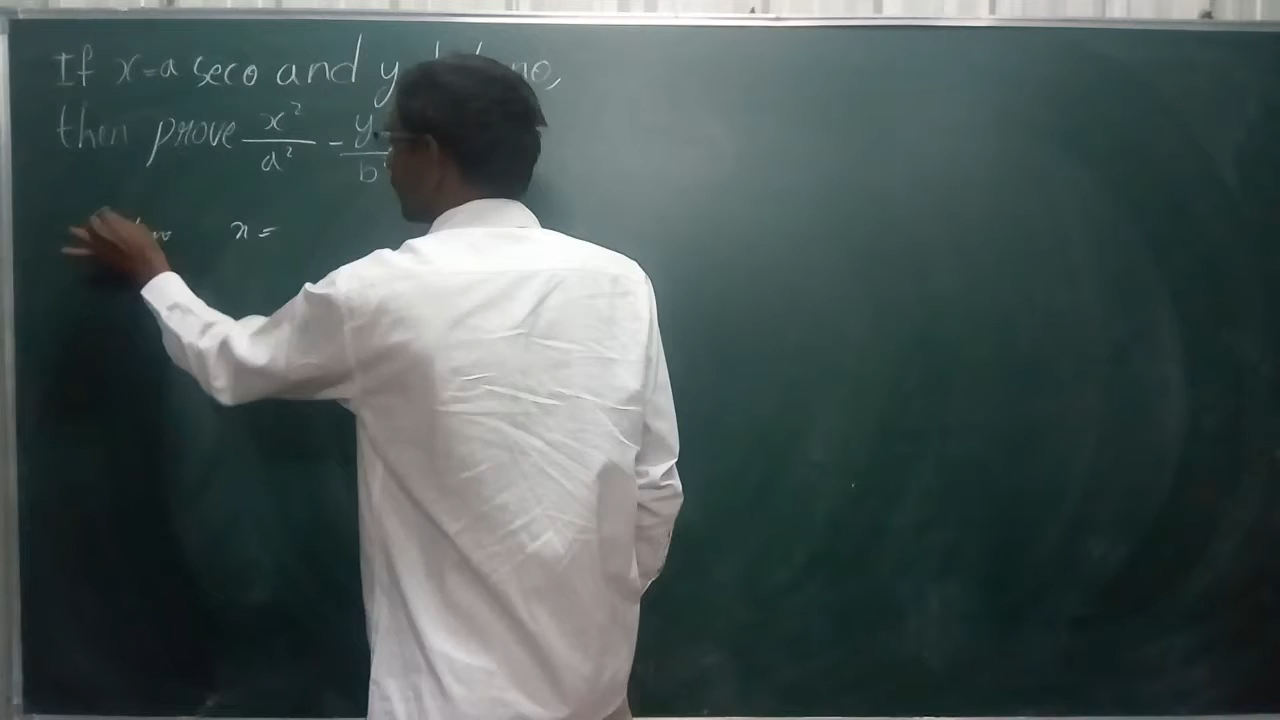 If x=a secθ and y
then prove x²/a² - y/b
x =